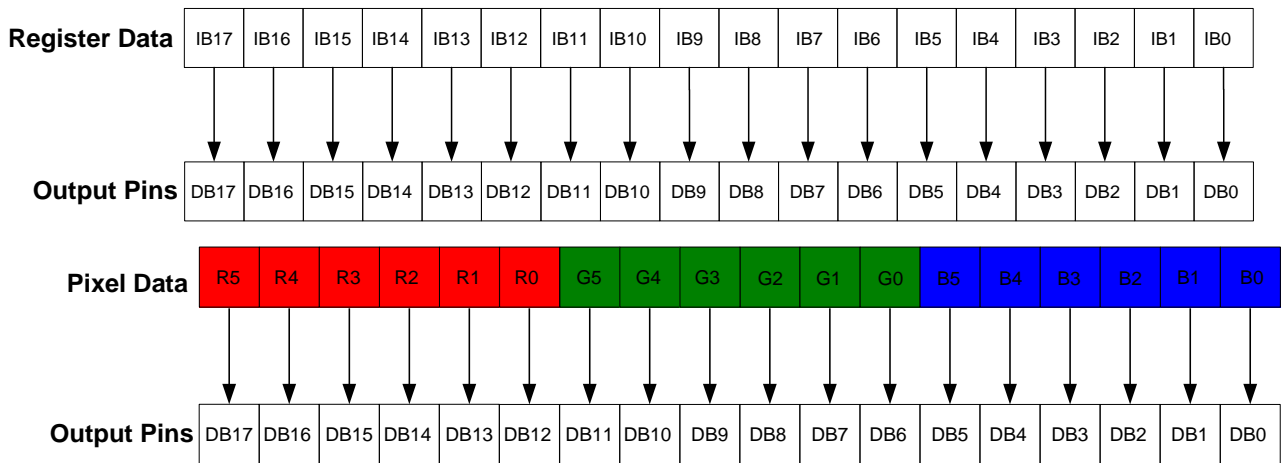 Register Data IB17 IB16 IB15 IB14 IB13 IB12 IB11 IB10 IB9 IB8 IB7 IB6 IB5 IB4 IB3 IB2 IB1 IB0
Output Pins DB17 DB16 DB15 DB14 DB13 DB12 DB11 DB10 DB9 DB8 DB7 DB6 DB5 DB4 DB3 DB2 DB1 DB0
Pixel Data R5 R4 R3 R2 R1 R0 G5 G4 G3 G2 G1 G0 B5 B4 B3 B2 B1 B0
Output Pins DB17 DB16 DB15 DB14 DB13 DB12 DB11 DB10 DB9 DB8 DB7 DB6 DB5 DB4 DB3 DB2 DB1 DB0